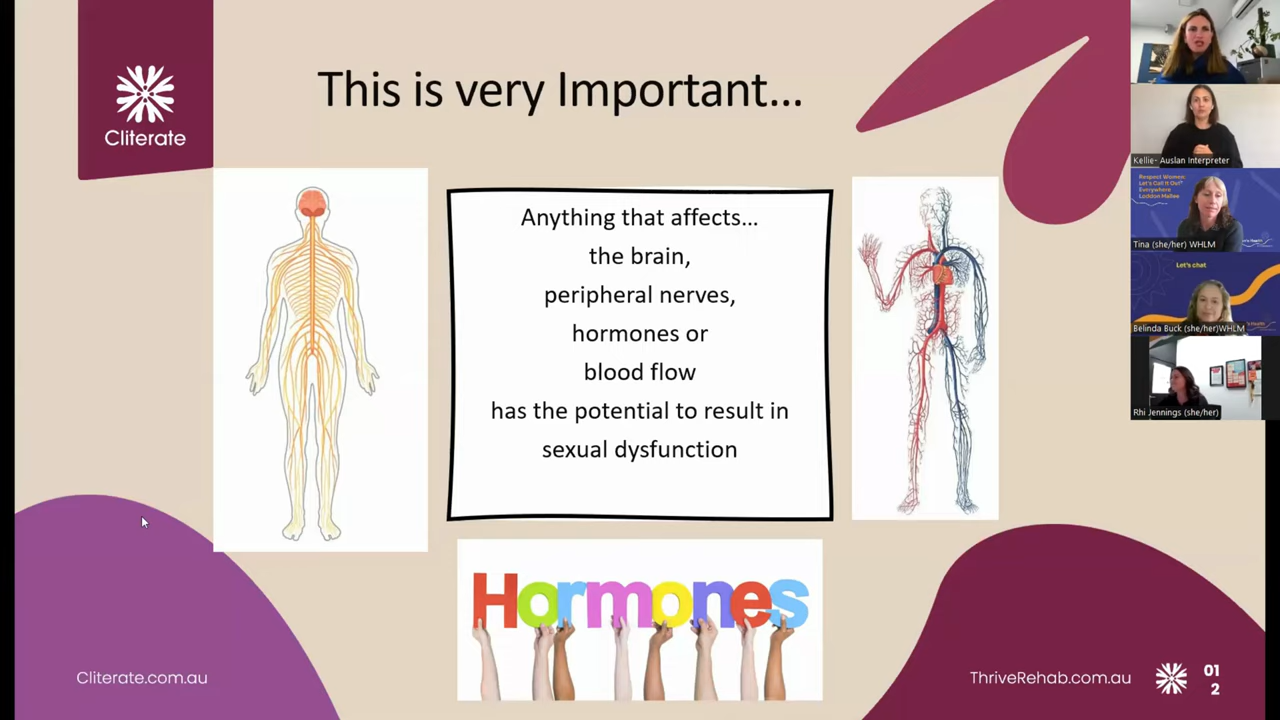 This is very Important...
Cliterate
Anything that affects...
the brain,
peripheral nerves,
hormones or
blood flow
has the potential to result in
sexual dysfunction
Hormones
Cliterate.com.au
ThriveRehab.com.au
01
2
Kellie- Auslan Interpreter
Respect Women:
Let's Call It Out
Everywhere
Loddon Mallee
Tina (she/her) WHLM
Let's chat
Belinda Buck (she/her)WHLM
Rhi Jennings (she/her)